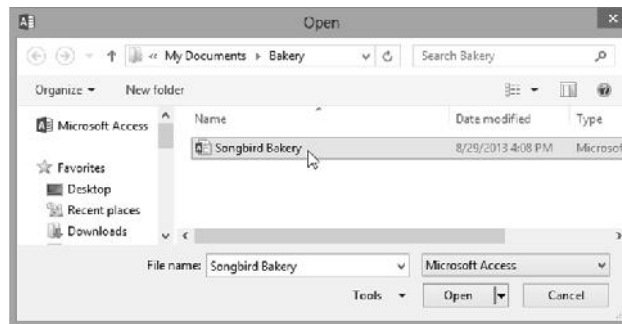 Open
« My Documents ▸ Bakery
Search Bakery
Organize
New folder
Microsoft Access
Name
Date modified
Type
Songbird Bakery
8/29/2013 4:08 PM
Microsof
Favorites
Desktop
Recent places
Downloads
File name: Songbird Bakery
Microsoft Access
Tools
Open
Cancel